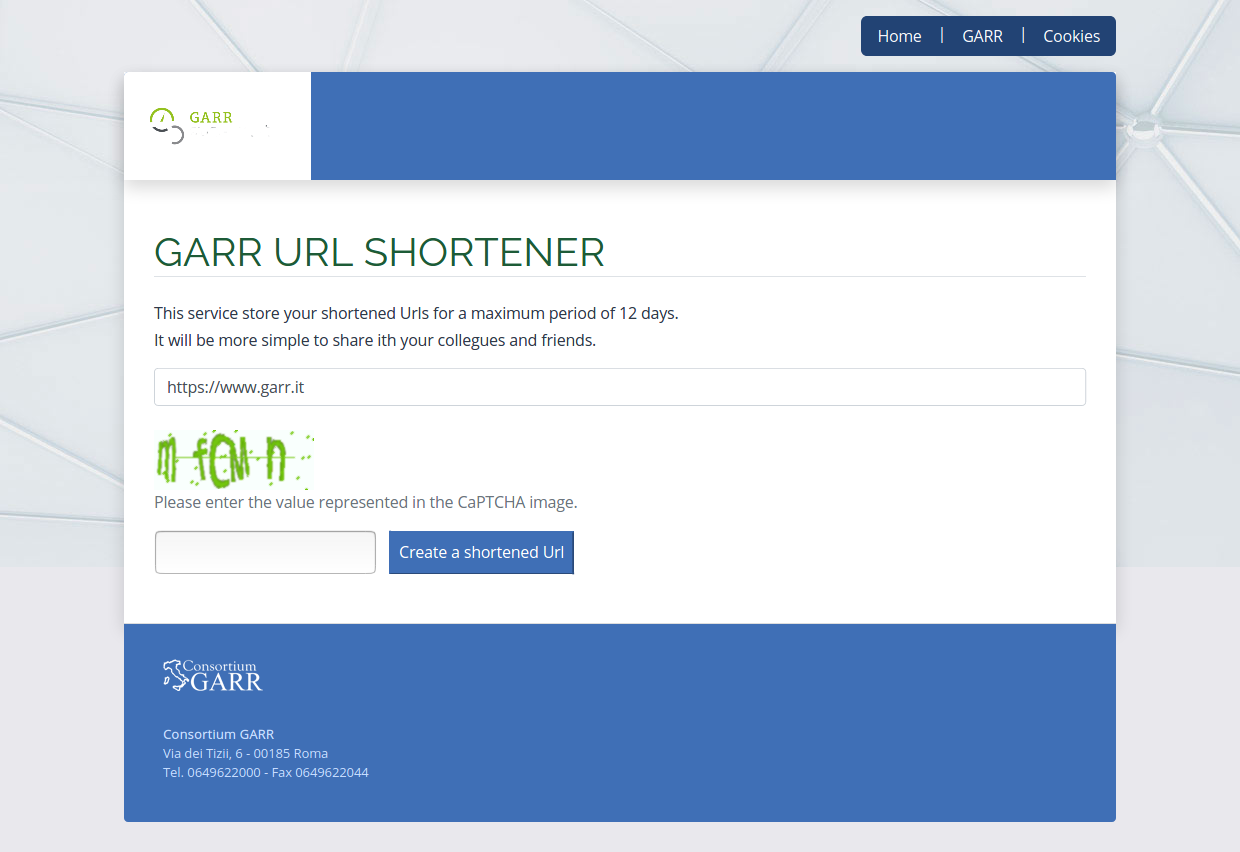 Home | GARR | Cookies
GARR
GARR URL SHORTENER
This service store your shortened Urls for a maximum period of 12 days.
It will be more simple to share ith your collegues and friends.
https://www.garr.it
Please enter the value represented in the CaPTCHA image.
Create a shortened Url
Consortium
GARR
Consortium GARR
Via dei Tizii, 6 - 00185 Roma
Tel. 0649622000 - Fax 0649622044